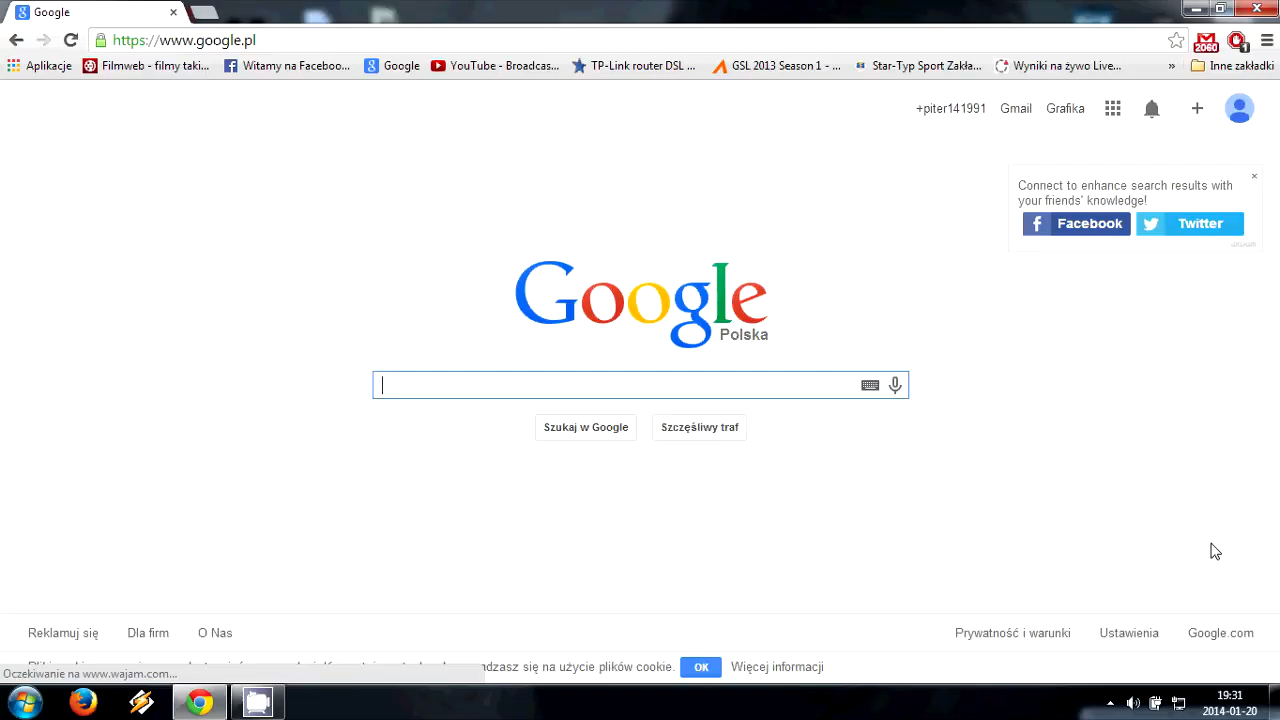 Google
https://www.google.pl
2060
1
Aplikacje
Filmweb - filmy taki...
Witamy na Faceboo...
Google
YouTube - Broadcas...
TP-Link router DSL ...
GSL 2013 Season 1 - ...
Star-Typ Sport Zakła...
Wyniki na żywo Live...
»
Inne zakładki
+piter141991
Gmail
Grafika
Connect to enhance search results with
your friends' knowledge!
Facebook
Twitter
Google
Polska
Szukaj w Google
Szczęśliwy traf
Reklamuj się
Dla firm
O Nas
Prywatność i warunki
Ustawienia
Google.com
się na użycie plików cookie.
OK
Więcej informacji
Oczekiwanie na www.wajam.com...
19:31
2014-01-20